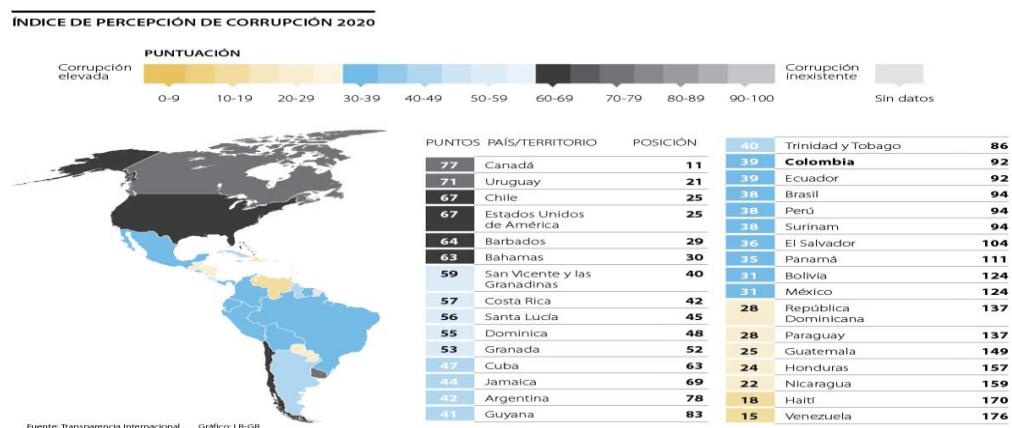 ÍNDICE DE PERCEPCIÓN DE CORRUPCIÓN 2020
PUNTUACIÓN
Corrupción
elevada
Corrupción
inexistente
0-9 10-19 20-29 30-39 40-49 50-59 60-69 70-79 80-89 90-100 Sin datos
PUNTOS PAÍS/TERRITORIO POSICIÓN
77 Canadá 11
71 Uruguay 21
67 Chile 25
67 Estados Unidos 25
de América
64 Barbados 29
63 Bahamas 30
59 San Vicente y las 40
Granadinas
57 Costa Rica 42
56 Santa Lucía 45
55 Dominica 48
53 Granada 52
47 Cuba 63
44 Jamaica 69
42 Argentina 78
41 Guyana 83
40 Trinidad y Tobago 86
39 Colombia 92
39 Ecuador 92
38 Brasil 94
38 Perú 94
38 Surinam 94
36 El Salvador 104
35 Panamá 111
31 Bolivia 124
31 México 124
28 República 137
Dominicana
28 Paraguay 137
25 Guatemala 149
24 Honduras 157
22 Nicaragua 159
18 Haití 170
15 Venezuela 176
Fuente: Transparencia Internacional Gráfico: LR-GR